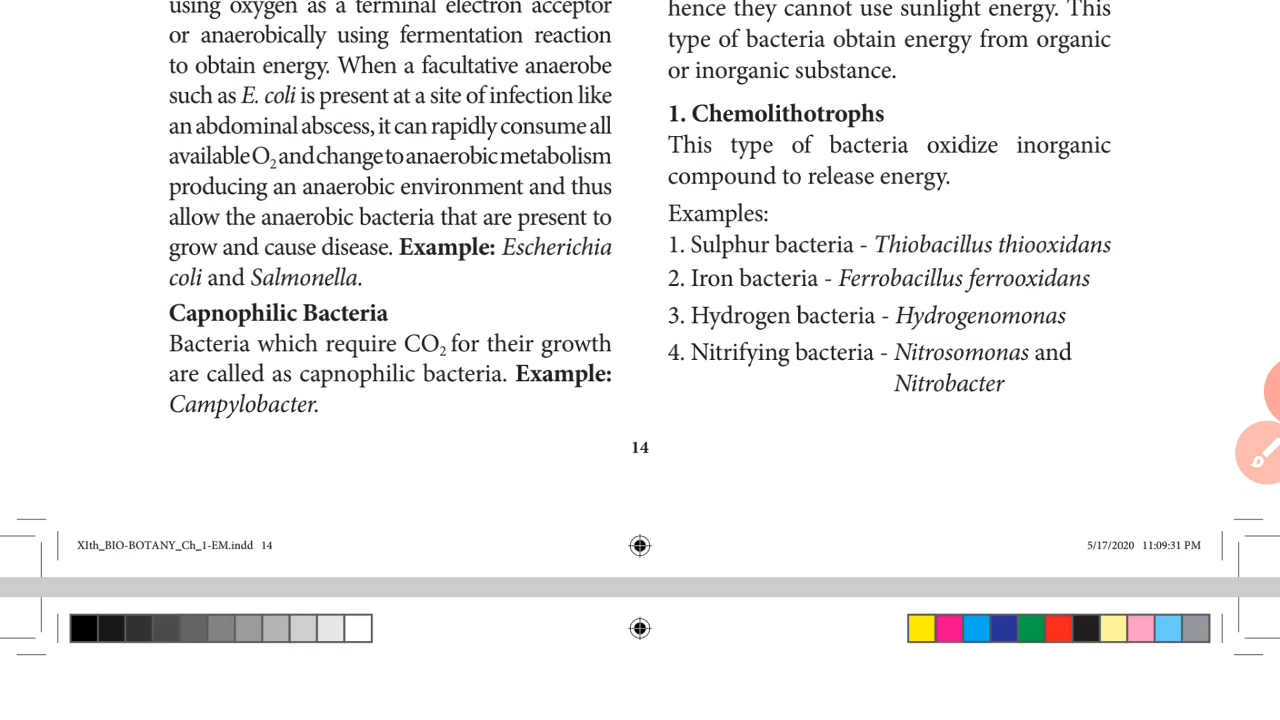 using oxygen as a terminal electron acceptor
or anaerobically using fermentation reaction
to obtain energy. When a facultative anaerobe
such as E. coli is present at a site of infection like
an abdominal abscess, it can rapidly consume all
available O₂ and change to anaerobic metabolism
producing an anaerobic environment and thus
allow the anaerobic bacteria that are present to
grow and cause disease. Example: Escherichia
coli and Salmonella.
Capnophilic Bacteria
Bacteria which require CO₂ for their growth
are called as capnophilic bacteria. Example:
Campylobacter.
hence they cannot use sunlight energy. This
type of bacteria obtain energy from organic
or inorganic substance.
1. Chemolithotrophs
This type of bacteria oxidize inorganic
compound to release energy.
Examples:
1. Sulphur bacteria - Thiobacillus thiooxidans
2. Iron bacteria - Ferrobacillus ferrooxidans
3. Hydrogen bacteria - Hydrogenomonas
4. Nitrifying bacteria - Nitrosomonas and
Nitrobacter
14
XIth_BIO-BOTANY_Ch_1-EM.indd 14
5/17/2020 11:09:31 PM